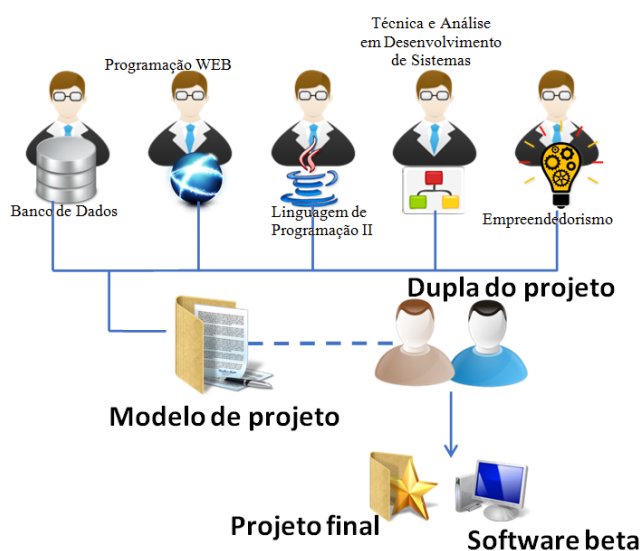 Técnica e Análise
em Desenvolvimento
de Sistemas
Programação WEB
Banco de Dados
Linguagem de
Programação II
Empreendedorismo
Dupla do projeto
Modelo de projeto
Projeto final
Software beta